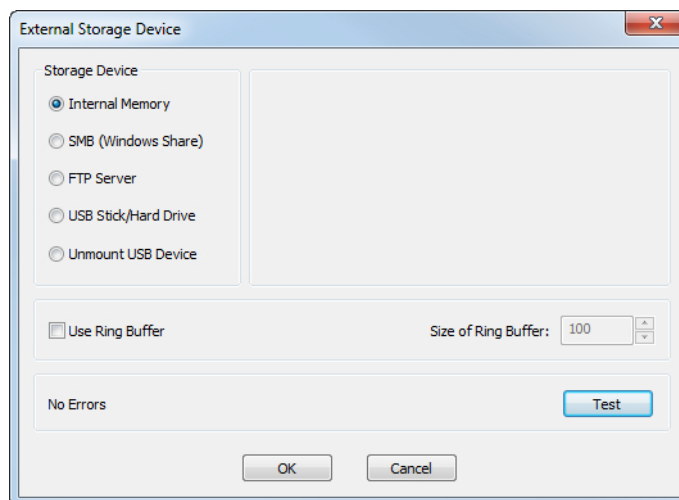 External Storage Device
Storage Device
Internal Memory
SMB (Windows Share)
FTP Server
USB Stick/Hard Drive
Unmount USB Device
Use Ring Buffer
Size of Ring Buffer: 100
No Errors
Test
OK
Cancel